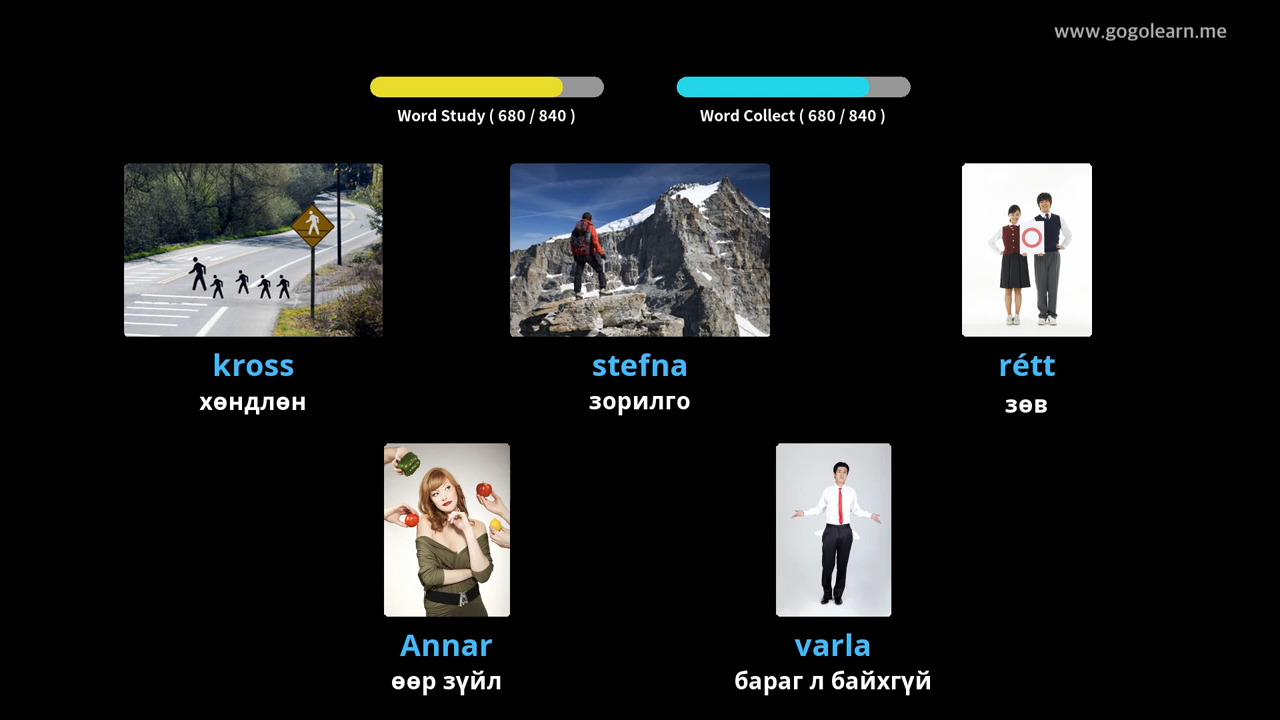 www.gogolearn.me
Word Study ( 680 / 840 )
Word Collect ( 680 / 840 )
kross
хөндлөн
stefna
зорилго
rétt
зөв
Annar
өөр зүйл
varla
бараг л байхгүй